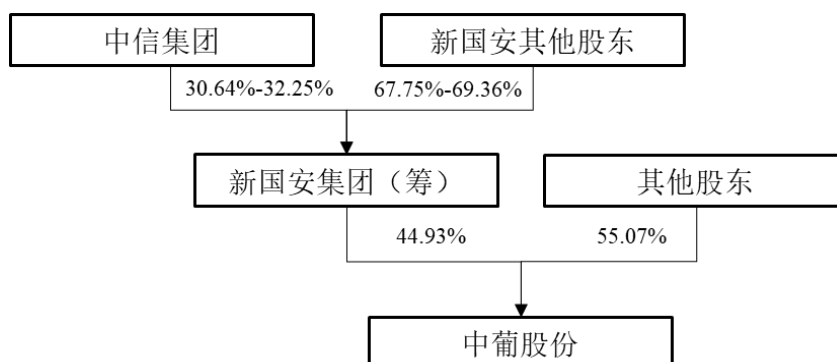 中信集团
新国安其他股东
30.64%-32.25%
67.75%-69.36%
新国安集团（筹）
其他股东
44.93%
55.07%
中葡股份